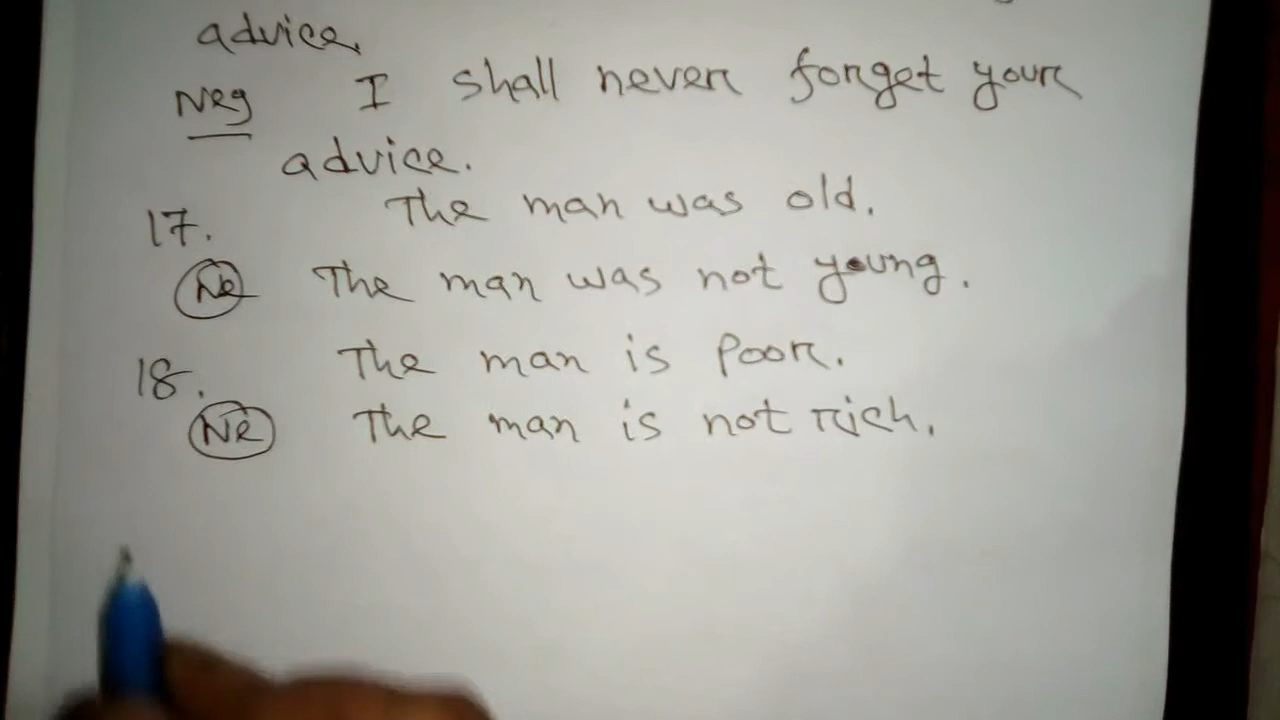 advice.
Neg I shall never forget your
advice.
17. The man was old.
Ne The man was not young.
18. The man is poor.
Ne The man is not rich.